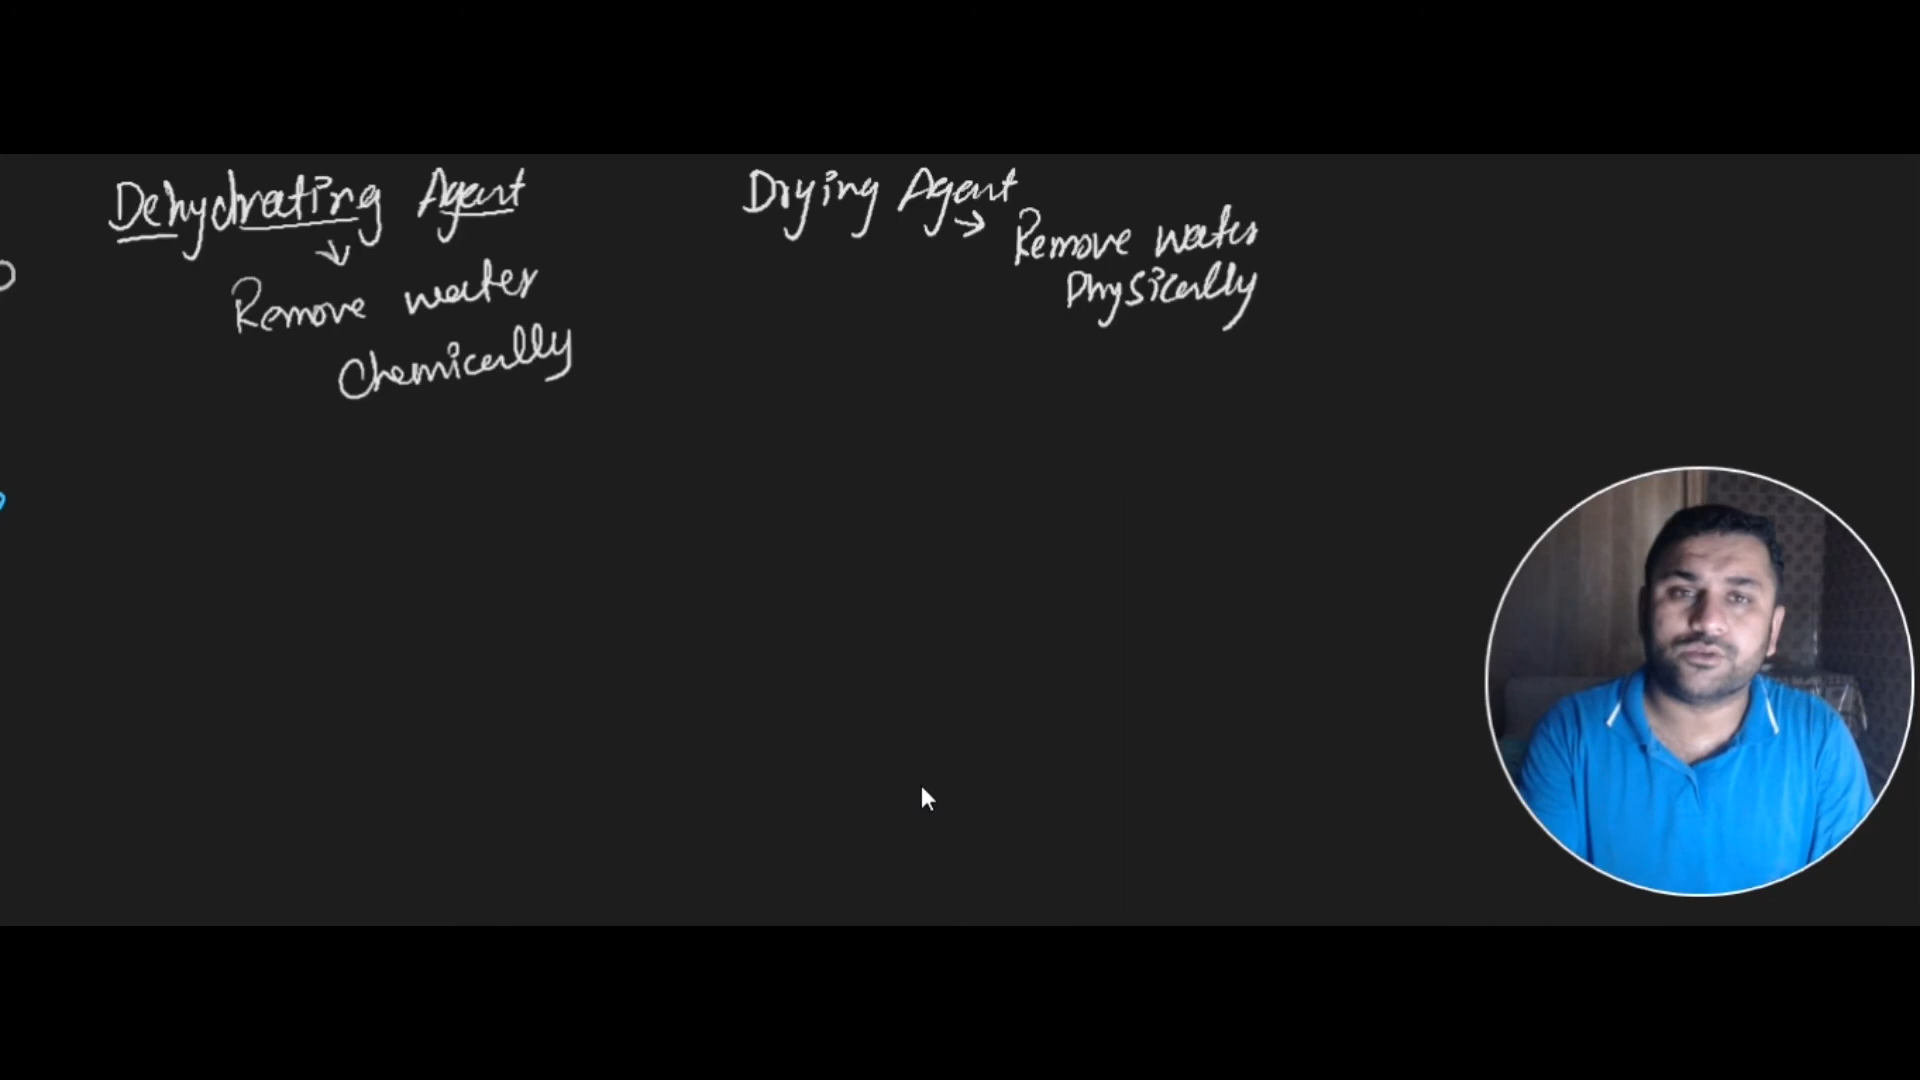 Dehydrating Agent
Remove water
Chemically
Drying Agent
Remove water
Physically